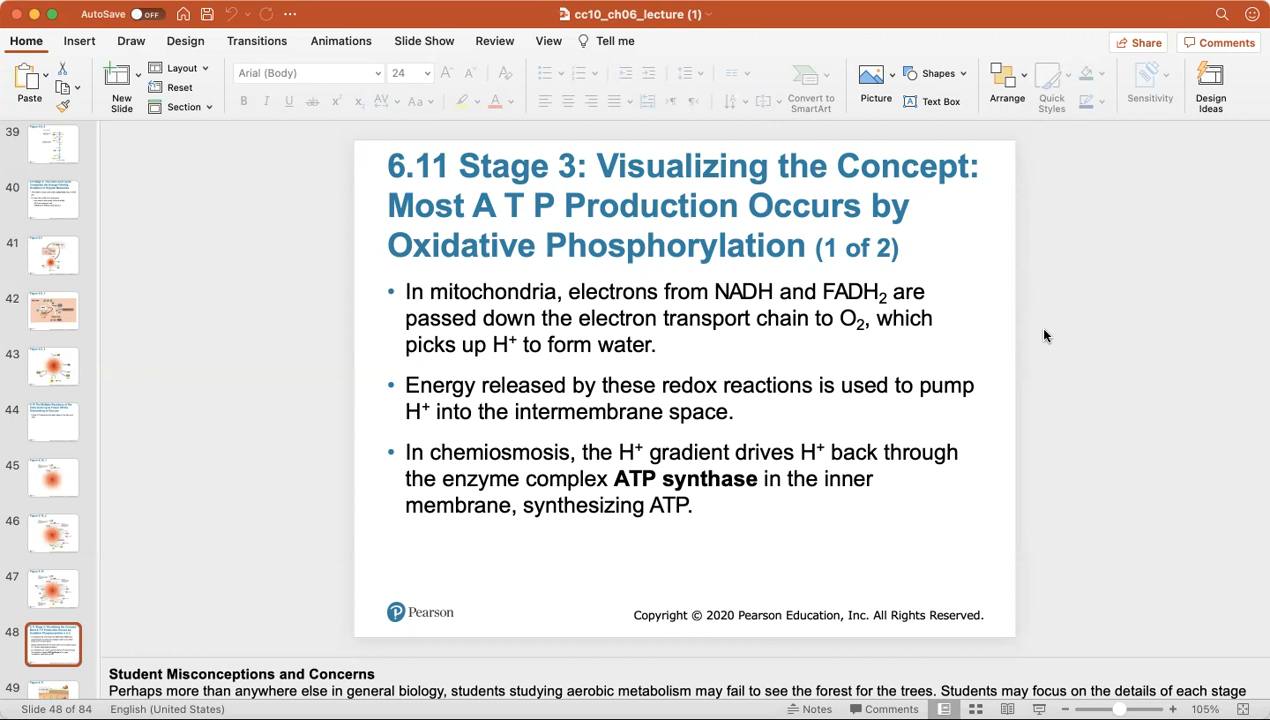 AutoSave OFF
cc10_ch06_lecture (1)
Home Insert Draw Design Transitions Animations Slide Show Review View Tell me
Share Comments
Paste
New
Slide
Layout
Reset
Section
Arial (Body) 24
Convert to
SmartArt
Picture
Shapes
Text Box
Arrange
Quick
Styles
Sensitivity
Design
Ideas
39
40
41
42
43
44
45
46
47
48
49
6.11 Stage 3: Visualizing the Concept:
Most A T P Production Occurs by
Oxidative Phosphorylation (1 of 2)
• In mitochondria, electrons from NADH and FADH₂ are
passed down the electron transport chain to O₂, which
picks up H⁺ to form water.
• Energy released by these redox reactions is used to pump
H⁺ into the intermembrane space.
• In chemiosmosis, the H⁺ gradient drives H⁺ back through
the enzyme complex ATP synthase in the inner
membrane, synthesizing ATP.
Pearson
Copyright © 2020 Pearson Education, Inc. All Rights Reserved.
Student Misconceptions and Concerns
Perhaps more than anywhere else in general biology, students studying aerobic metabolism may fail to see the forest for the trees. Students may focus on the details of each stage
Slide 48 of 84 English (United States) Notes Comments 105%